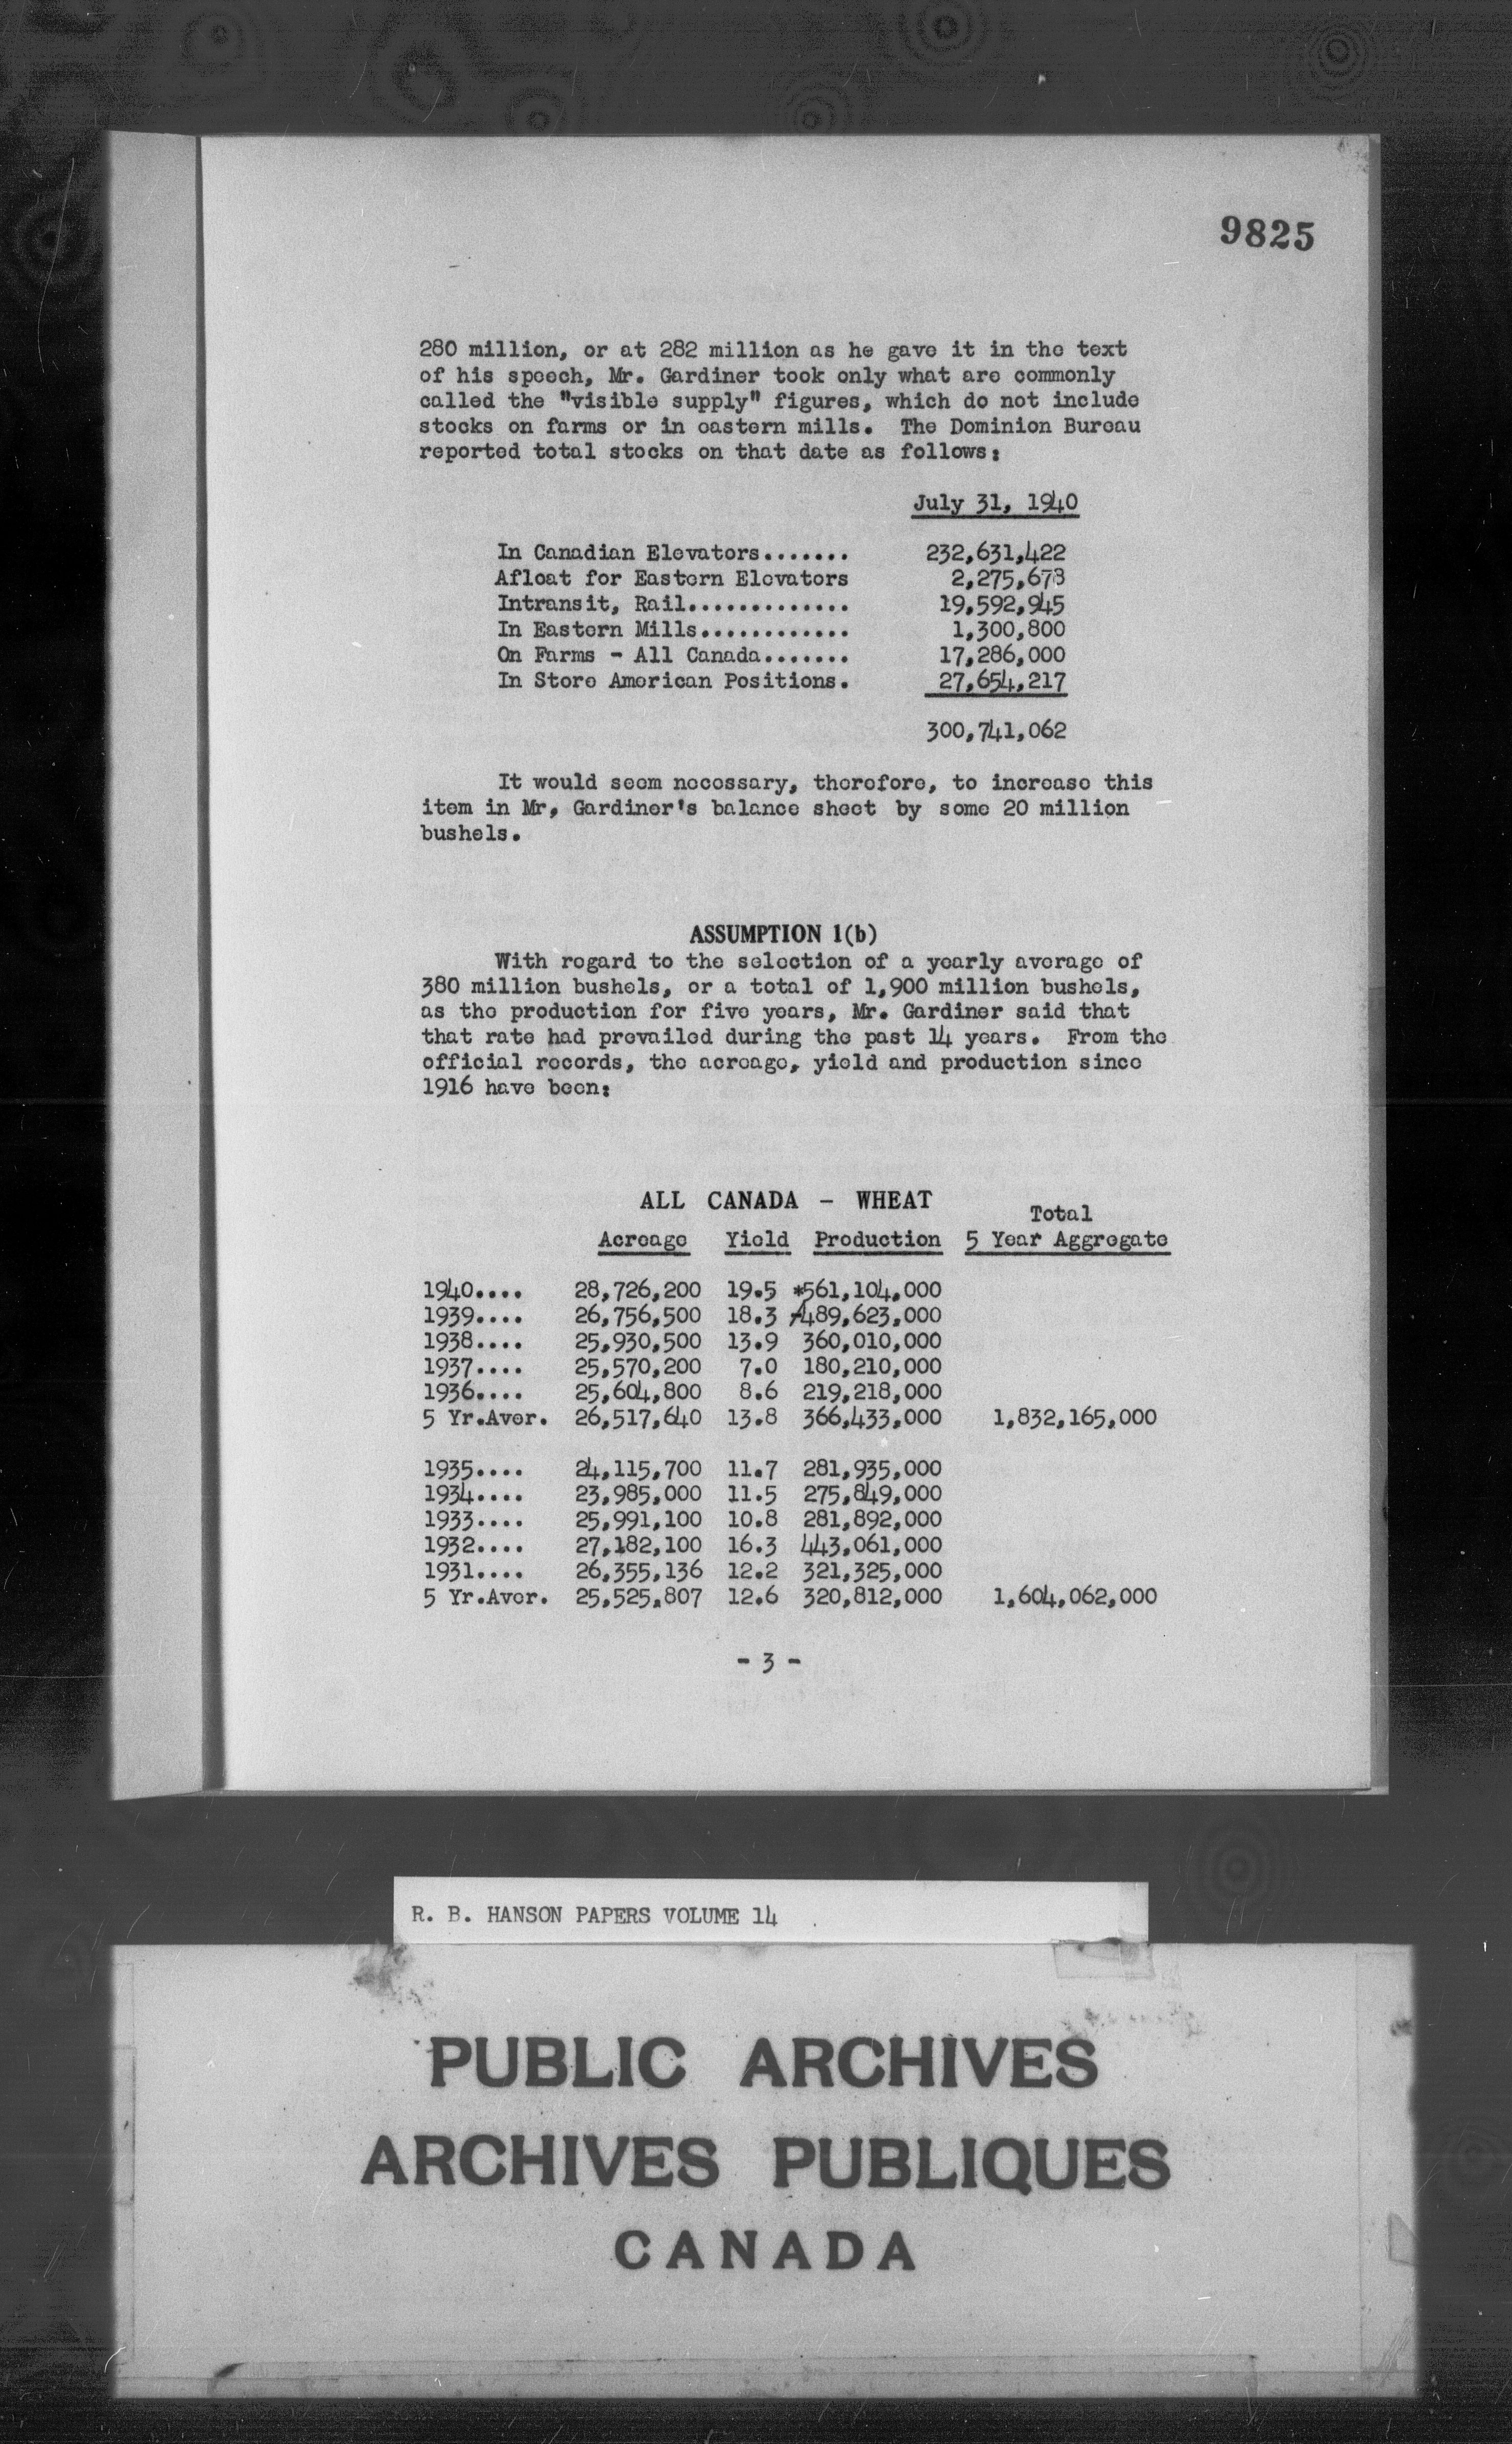 9825
280 million, or at 282 million as he gave it in the text
of his speech, Mr. Gardiner took only what are commonly
called the "visible supply" figures, which do not include
stocks on farms or in eastern mills. The Dominion Bureau
reported total stocks on that date as follows:
July 31, 1940
In Canadian Elevators....... 232,631,422
Afloat for Eastern Elevators 2,275,678
Intransit, Rail............. 19,592,945
In Eastern Mills............ 1,300,800
On Farms - All Canada....... 17,286,000
In Store American Positions. 27,654,217
300,741,062
It would seem necessary, therefore, to increase this
item in Mr, Gardiner's balance sheet by some 20 million
bushels.
ASSUMPTION 1(b)
With regard to the selection of a yearly average of
380 million bushels, or a total of 1,900 million bushels,
as the production for five years, Mr. Gardiner said that
that rate had prevailed during the past 14 years. From the
official records, the acreage, yield and production since
1916 have been:
ALL CANADA - WHEAT
Total
Acreage Yield Production 5 Year Aggregate
1940.... 28,726,200 19.5 *561,104,000
1939.... 26,756,500 18.3 ≠489,623,000
1938.... 25,930,500 13.9 360,010,000
1937.... 25,570,200 7.0 180,210,000
1936.... 25,604,800 8.6 219,218,000
5 Yr.Aver. 26,517,640 13.8 366,433,000 1,832,165,000
1935.... 24,115,700 11.7 281,935,000
1934.... 23,985,000 11.5 275,849,000
1933.... 25,991,100 10.8 281,892,000
1932.... 27,182,100 16.3 443,061,000
1931.... 26,355,136 12.2 321,325,000
5 Yr.Aver. 25,525,807 12.6 320,812,000 1,604,062,000
- 3 -
R. B. HANSON PAPERS VOLUME 14
PUBLIC ARCHIVES
ARCHIVES PUBLIQUES
CANADA